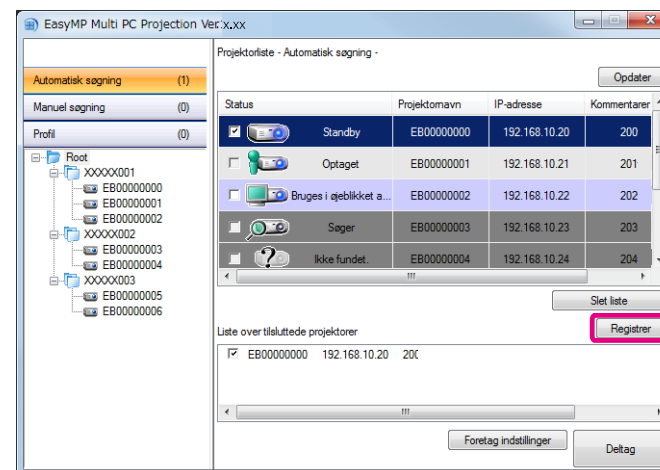 EasyMP Multi PC Projection Ver.x.xx
Projektorliste - Automatisk søgning -
Automatisk søgning (1)
Manuel søgning (0)
Profil (0)
Root
XXXXX001
EB00000000
EB00000001
EB00000002
XXXXX002
EB00000003
EB00000004
XXXXX003
EB00000005
EB00000006
Opdater
Status Projektornavn IP-adresse Kommentarer
Standby EB00000000 192.168.10.20 200
Optaget EB00000001 192.168.10.21 201
Bruges i øjeblikket a... EB00000002 192.168.10.22 202
Søger EB00000003 192.168.10.23 203
Ikke fundet. EB00000004 192.168.10.24 204
Slet liste
Registrer
Liste over tilsluttede projektorer
EB00000000 192.168.10.20 200
Foretag indstillinger
Deltag